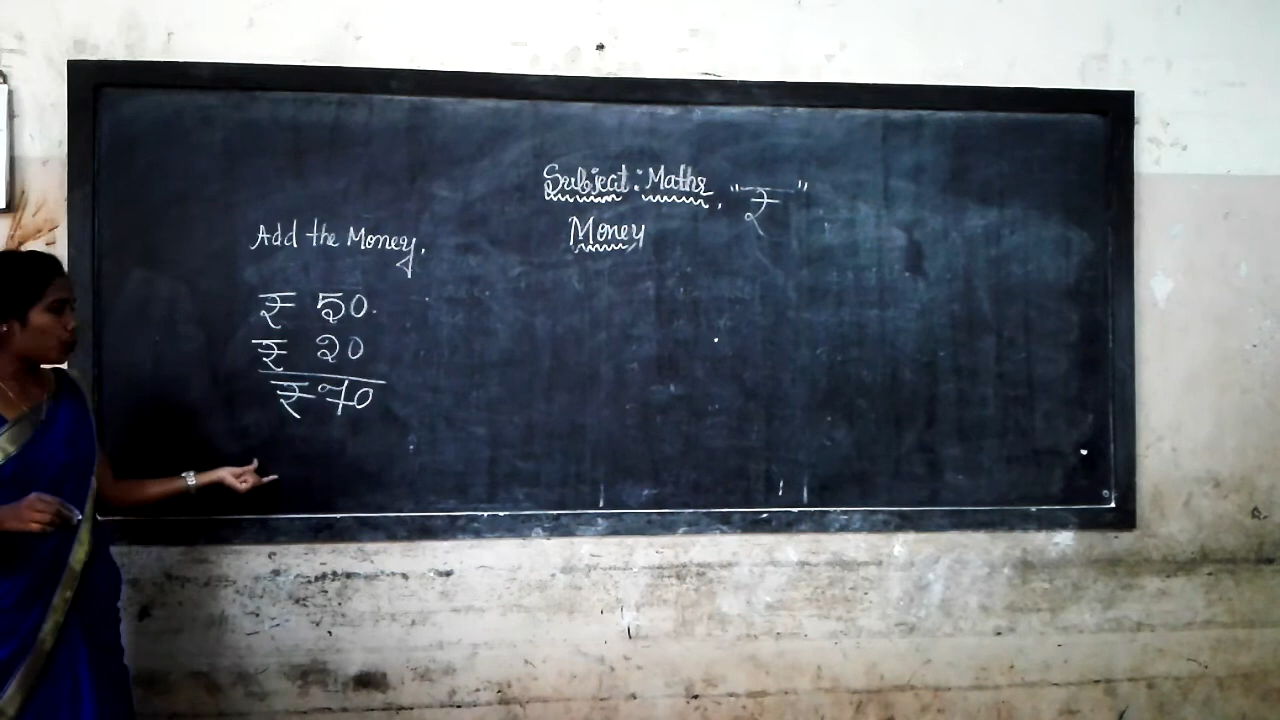 Subject: Maths, "₹"
Money
Add the Money.
₹ 50.
₹ 20
₹ 70